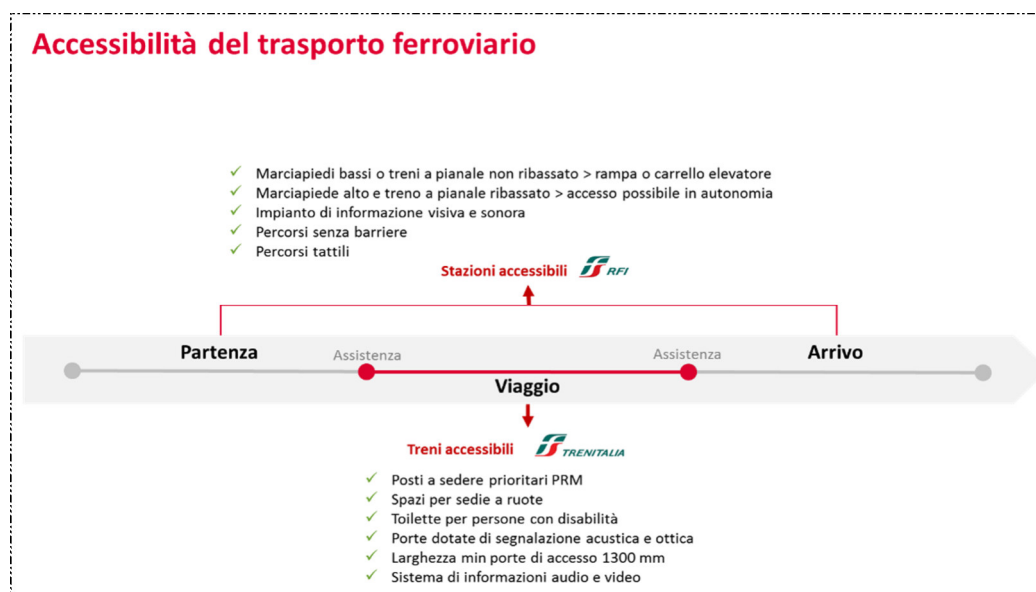 Accessibilità del trasporto ferroviario
Marciapiedi bassi o treni a pianale non ribassato > rampa o carrello elevatore
Marciapiede alto e treno a pianale ribassato > accesso possibile in autonomia
Impianto di informazione visiva e sonora
Percorsi senza barriere
Percorsi tattili
Stazioni accessibili RFI
Partenza Assistenza Assistenza Arrivo
Viaggio
Treni accessibili TRENITALIA
Posti a sedere prioritari PRM
Spazi per sedie a ruote
Toilette per persone con disabilità
Porte dotate di segnalazione acustica e ottica
Larghezza min porte di accesso 1300 mm
Sistema di informazioni audio e video